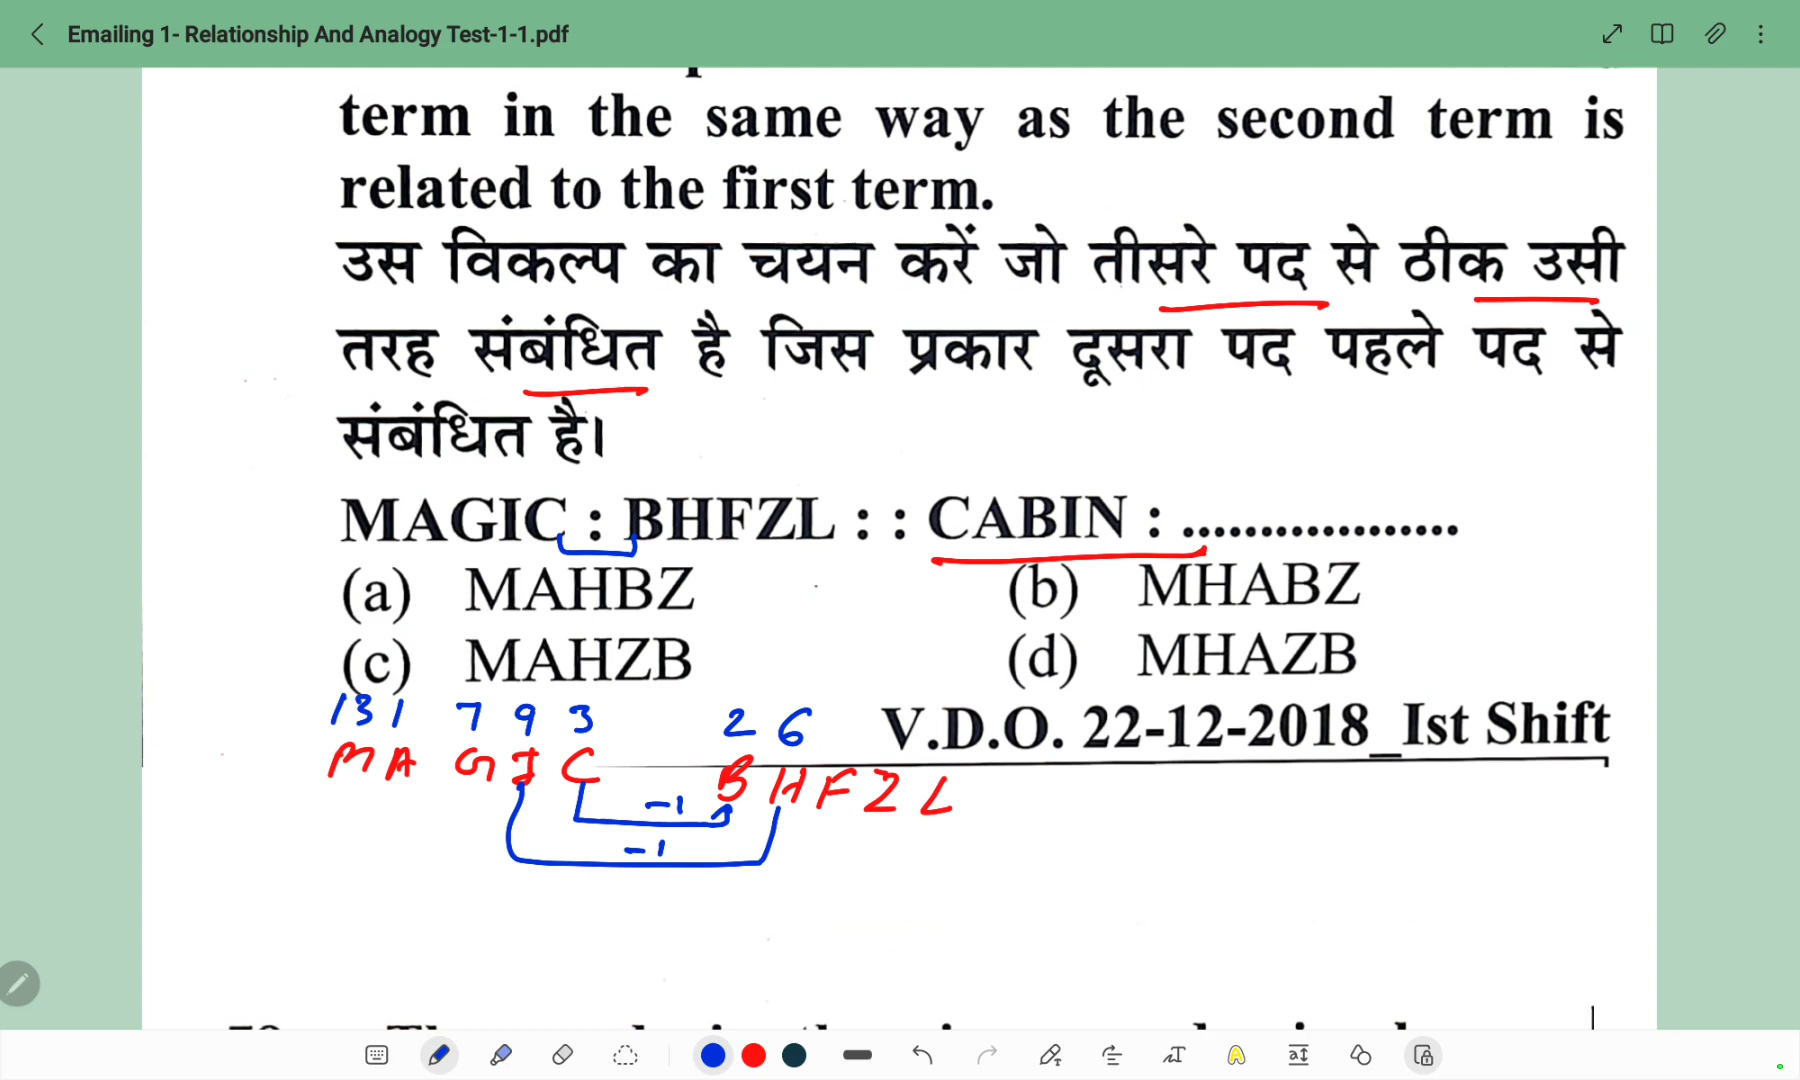 Emailing 1- Relationship And Analogy Test-1-1.pdf
term in the same way as the second term is
related to the first term.
उस विकल्प का चयन करें जो तीसरे पद से ठीक उसी
तरह संबंधित है जिस प्रकार दूसरा पद पहले पद से
संबंधित है।
MAGIC : BHFZL : : CABIN : ..................
(a) MAHBZ (b) MHABZ
(c) MAHZB (d) MHAZB
V.D.O. 22-12-2018_Ist Shift
13 1 7 9 3 2 6
M A G I C B H F Z L
-1
-1